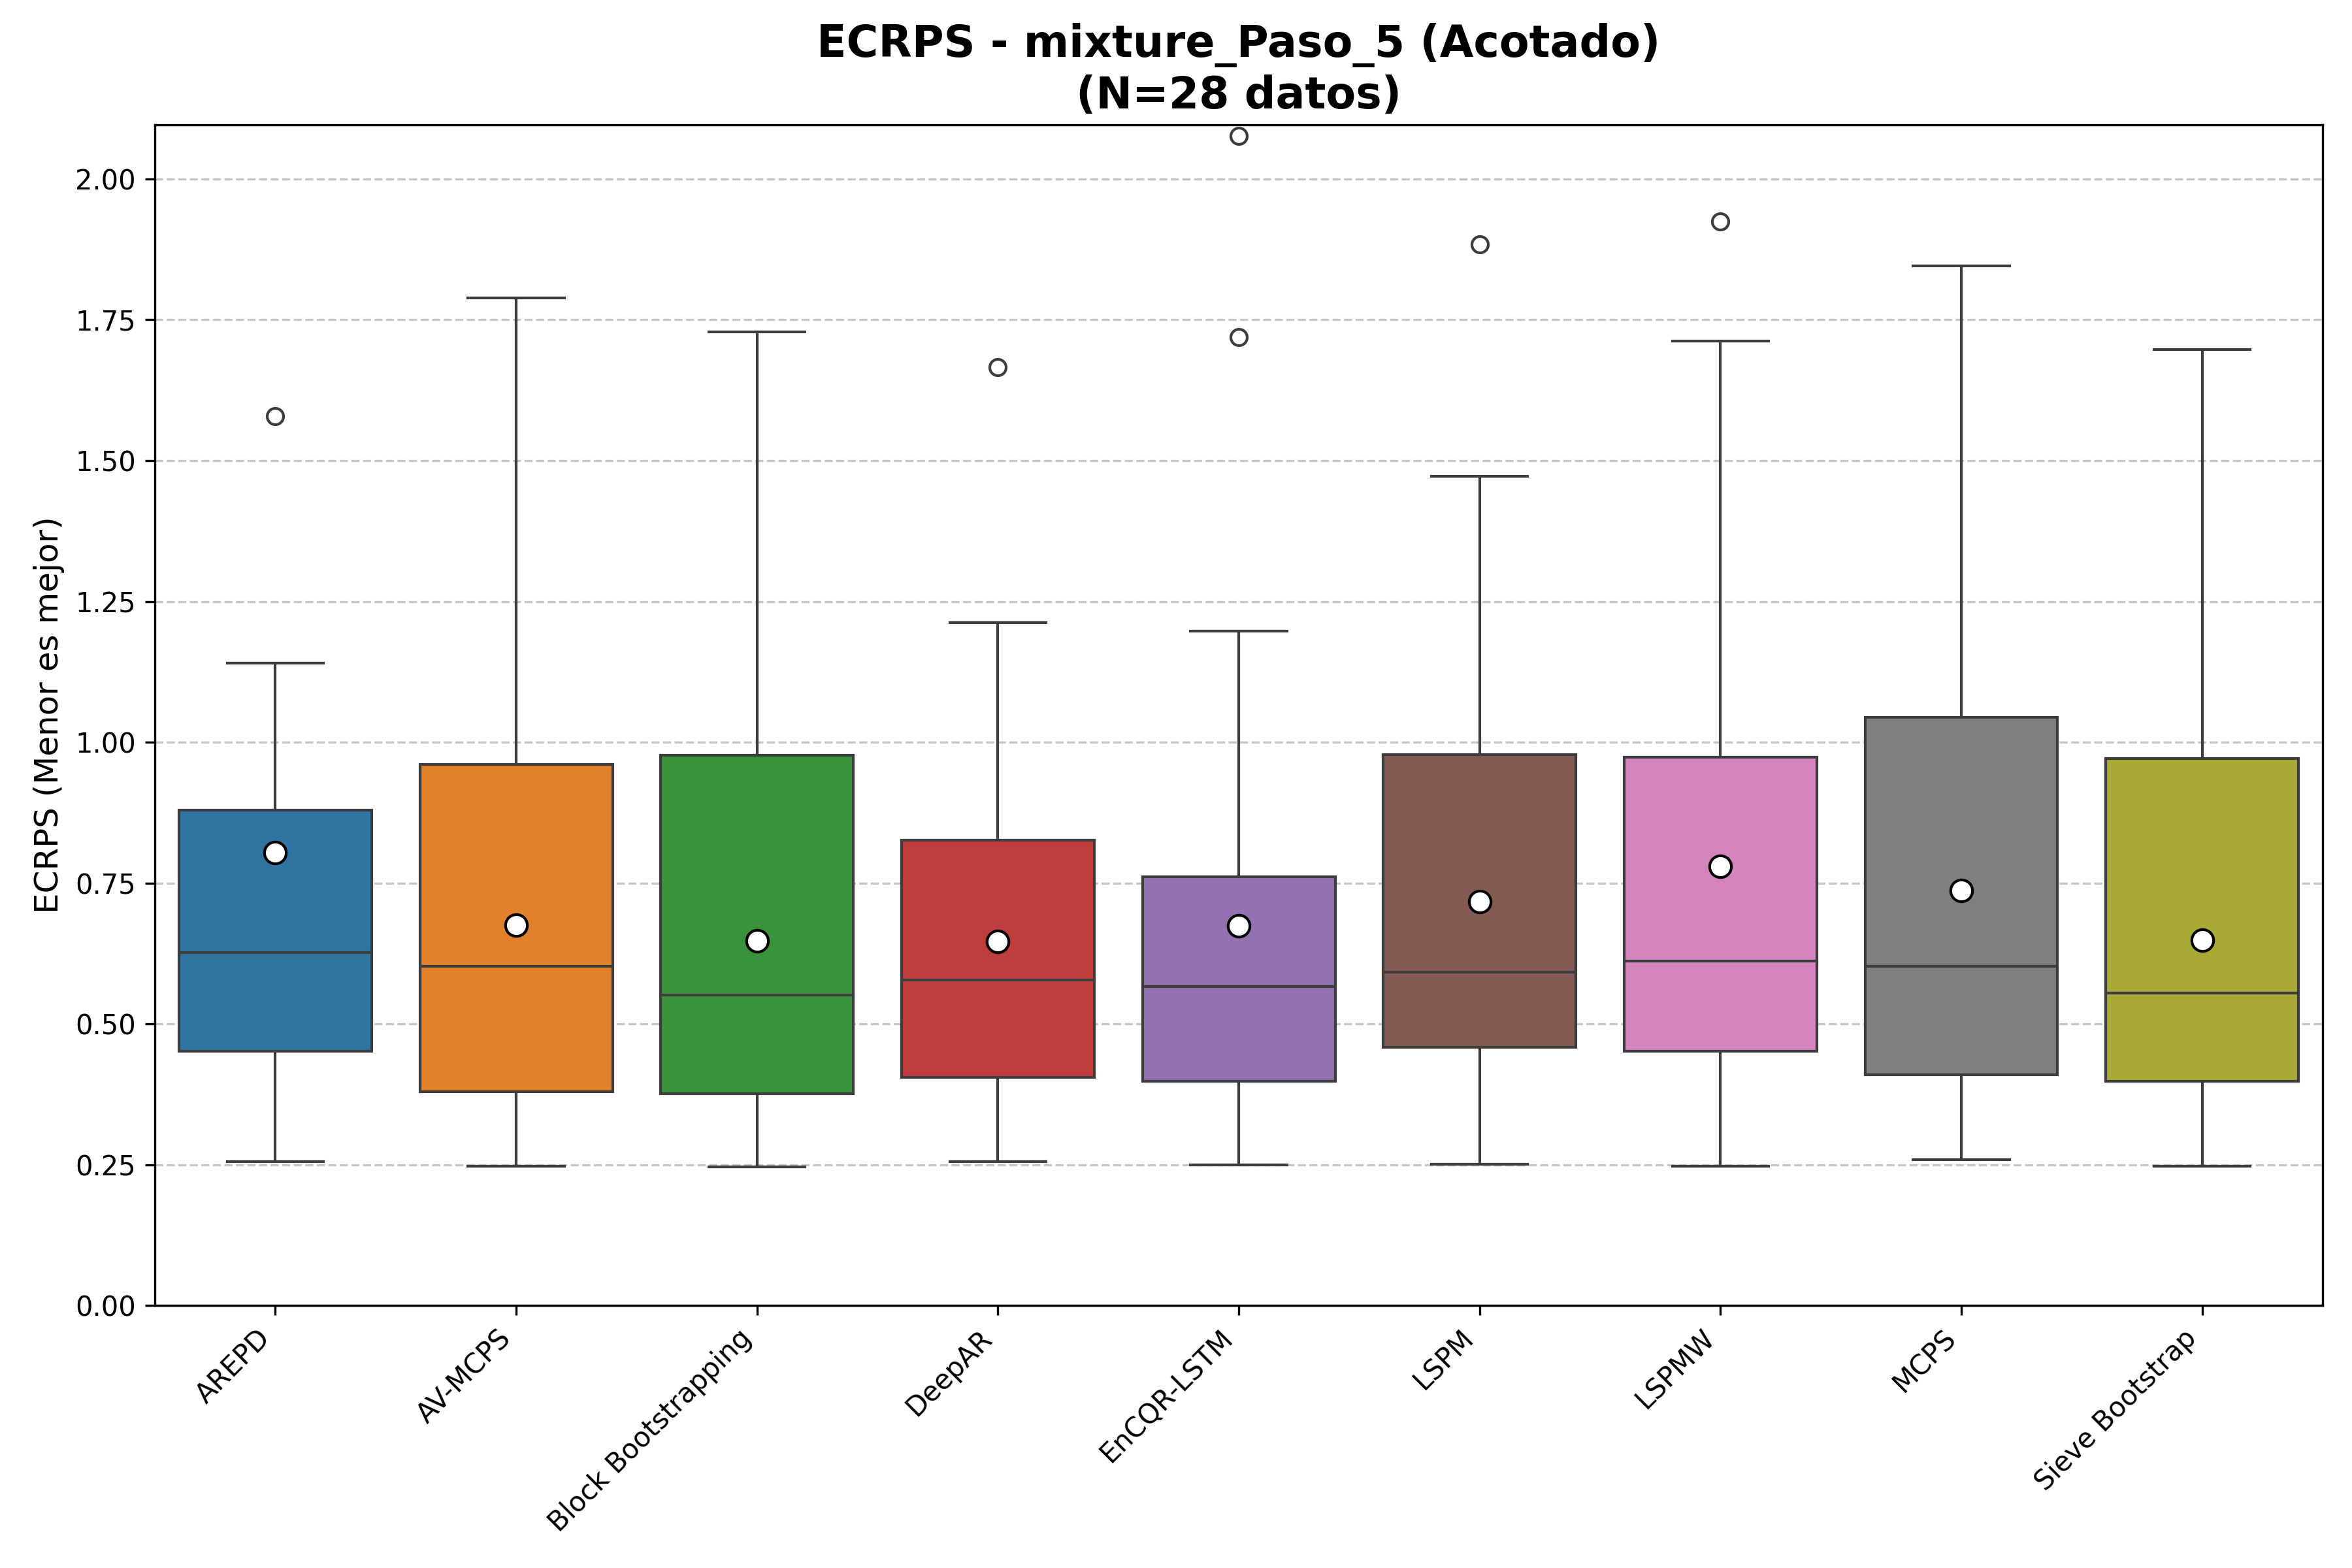 ECRPS - mixture_Paso_5 (Acotado)
(N=28 datos)
ECRPS (Menor es mejor)
2.00
1.75
1.50
1.25
1.00
0.75
0.50
0.25
0.00
AREPD
AV-MCPS
Block Bootstrapping
DeepAR
EnCQR-LSTM
LSPM
LSPMW
MCPS
Sieve Bootstrap